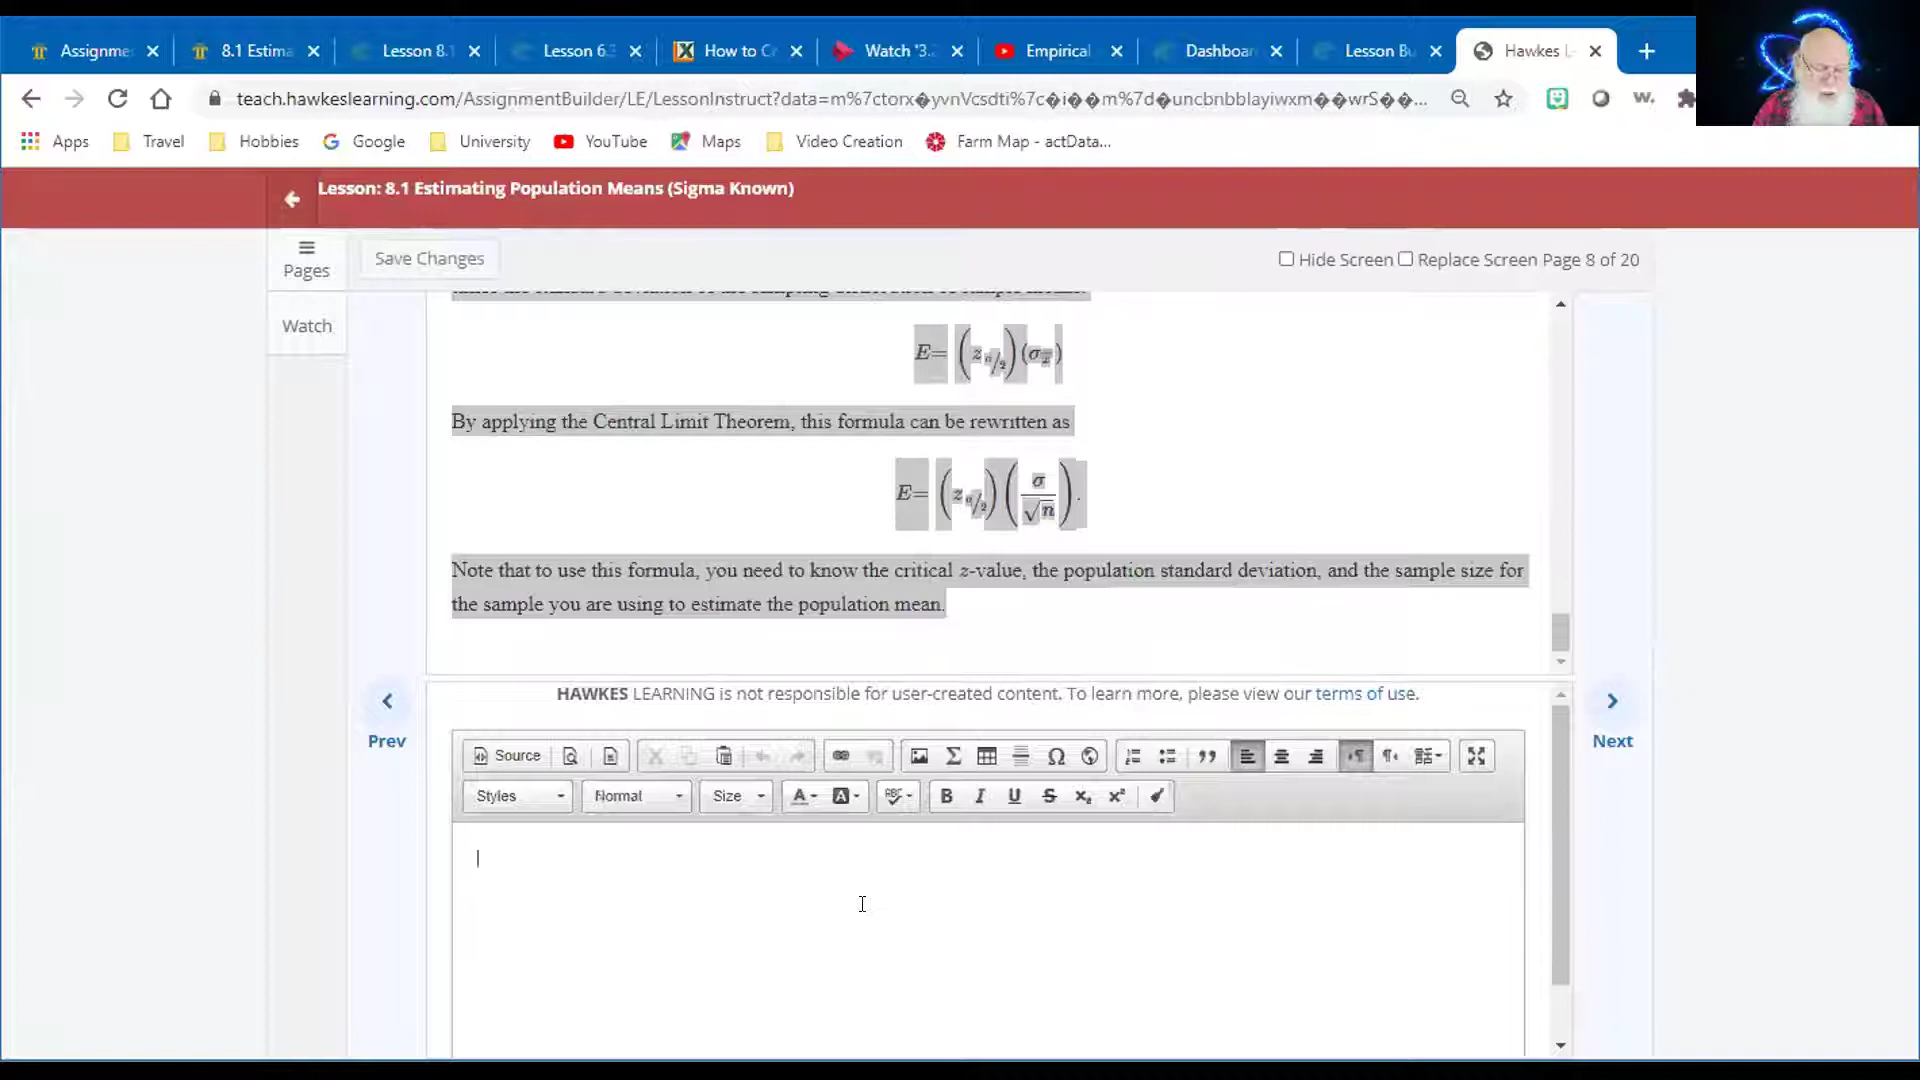 Assignme
8.1 Estima
Lesson 8.1
Lesson 6.
How to Cr
Watch '3.
Empirical
Dashboar
Lesson Bu
Hawkes L
teach.hawkeslearning.com/AssignmentBuilder/LE/LessonInstruct?data=m%7ctorx�yvnVcsdti%7c�i��m%7d�uncbnbblayiwxm��wrS��...
w.
Apps
Travel
Hobbies
Google
University
YouTube
Maps
Video Creation
Farm Map - actData...
Lesson: 8.1 Estimating Population Means (Sigma Known)
Pages
Save Changes
Hide Screen
Replace Screen Page 8 of 20
Watch
E= (z α/2)(σx̅)
By applying the Central Limit Theorem, this formula can be rewritten as
E= (z α/2)(σ/√n).
Note that to use this formula, you need to know the critical z-value, the population standard deviation, and the sample size for
the sample you are using to estimate the population mean.
HAWKES LEARNING is not responsible for user-created content. To learn more, please view our terms of use.
Prev
Next
Source
Styles
Normal
Size
A
A
ABC
B I U S x₂ x²